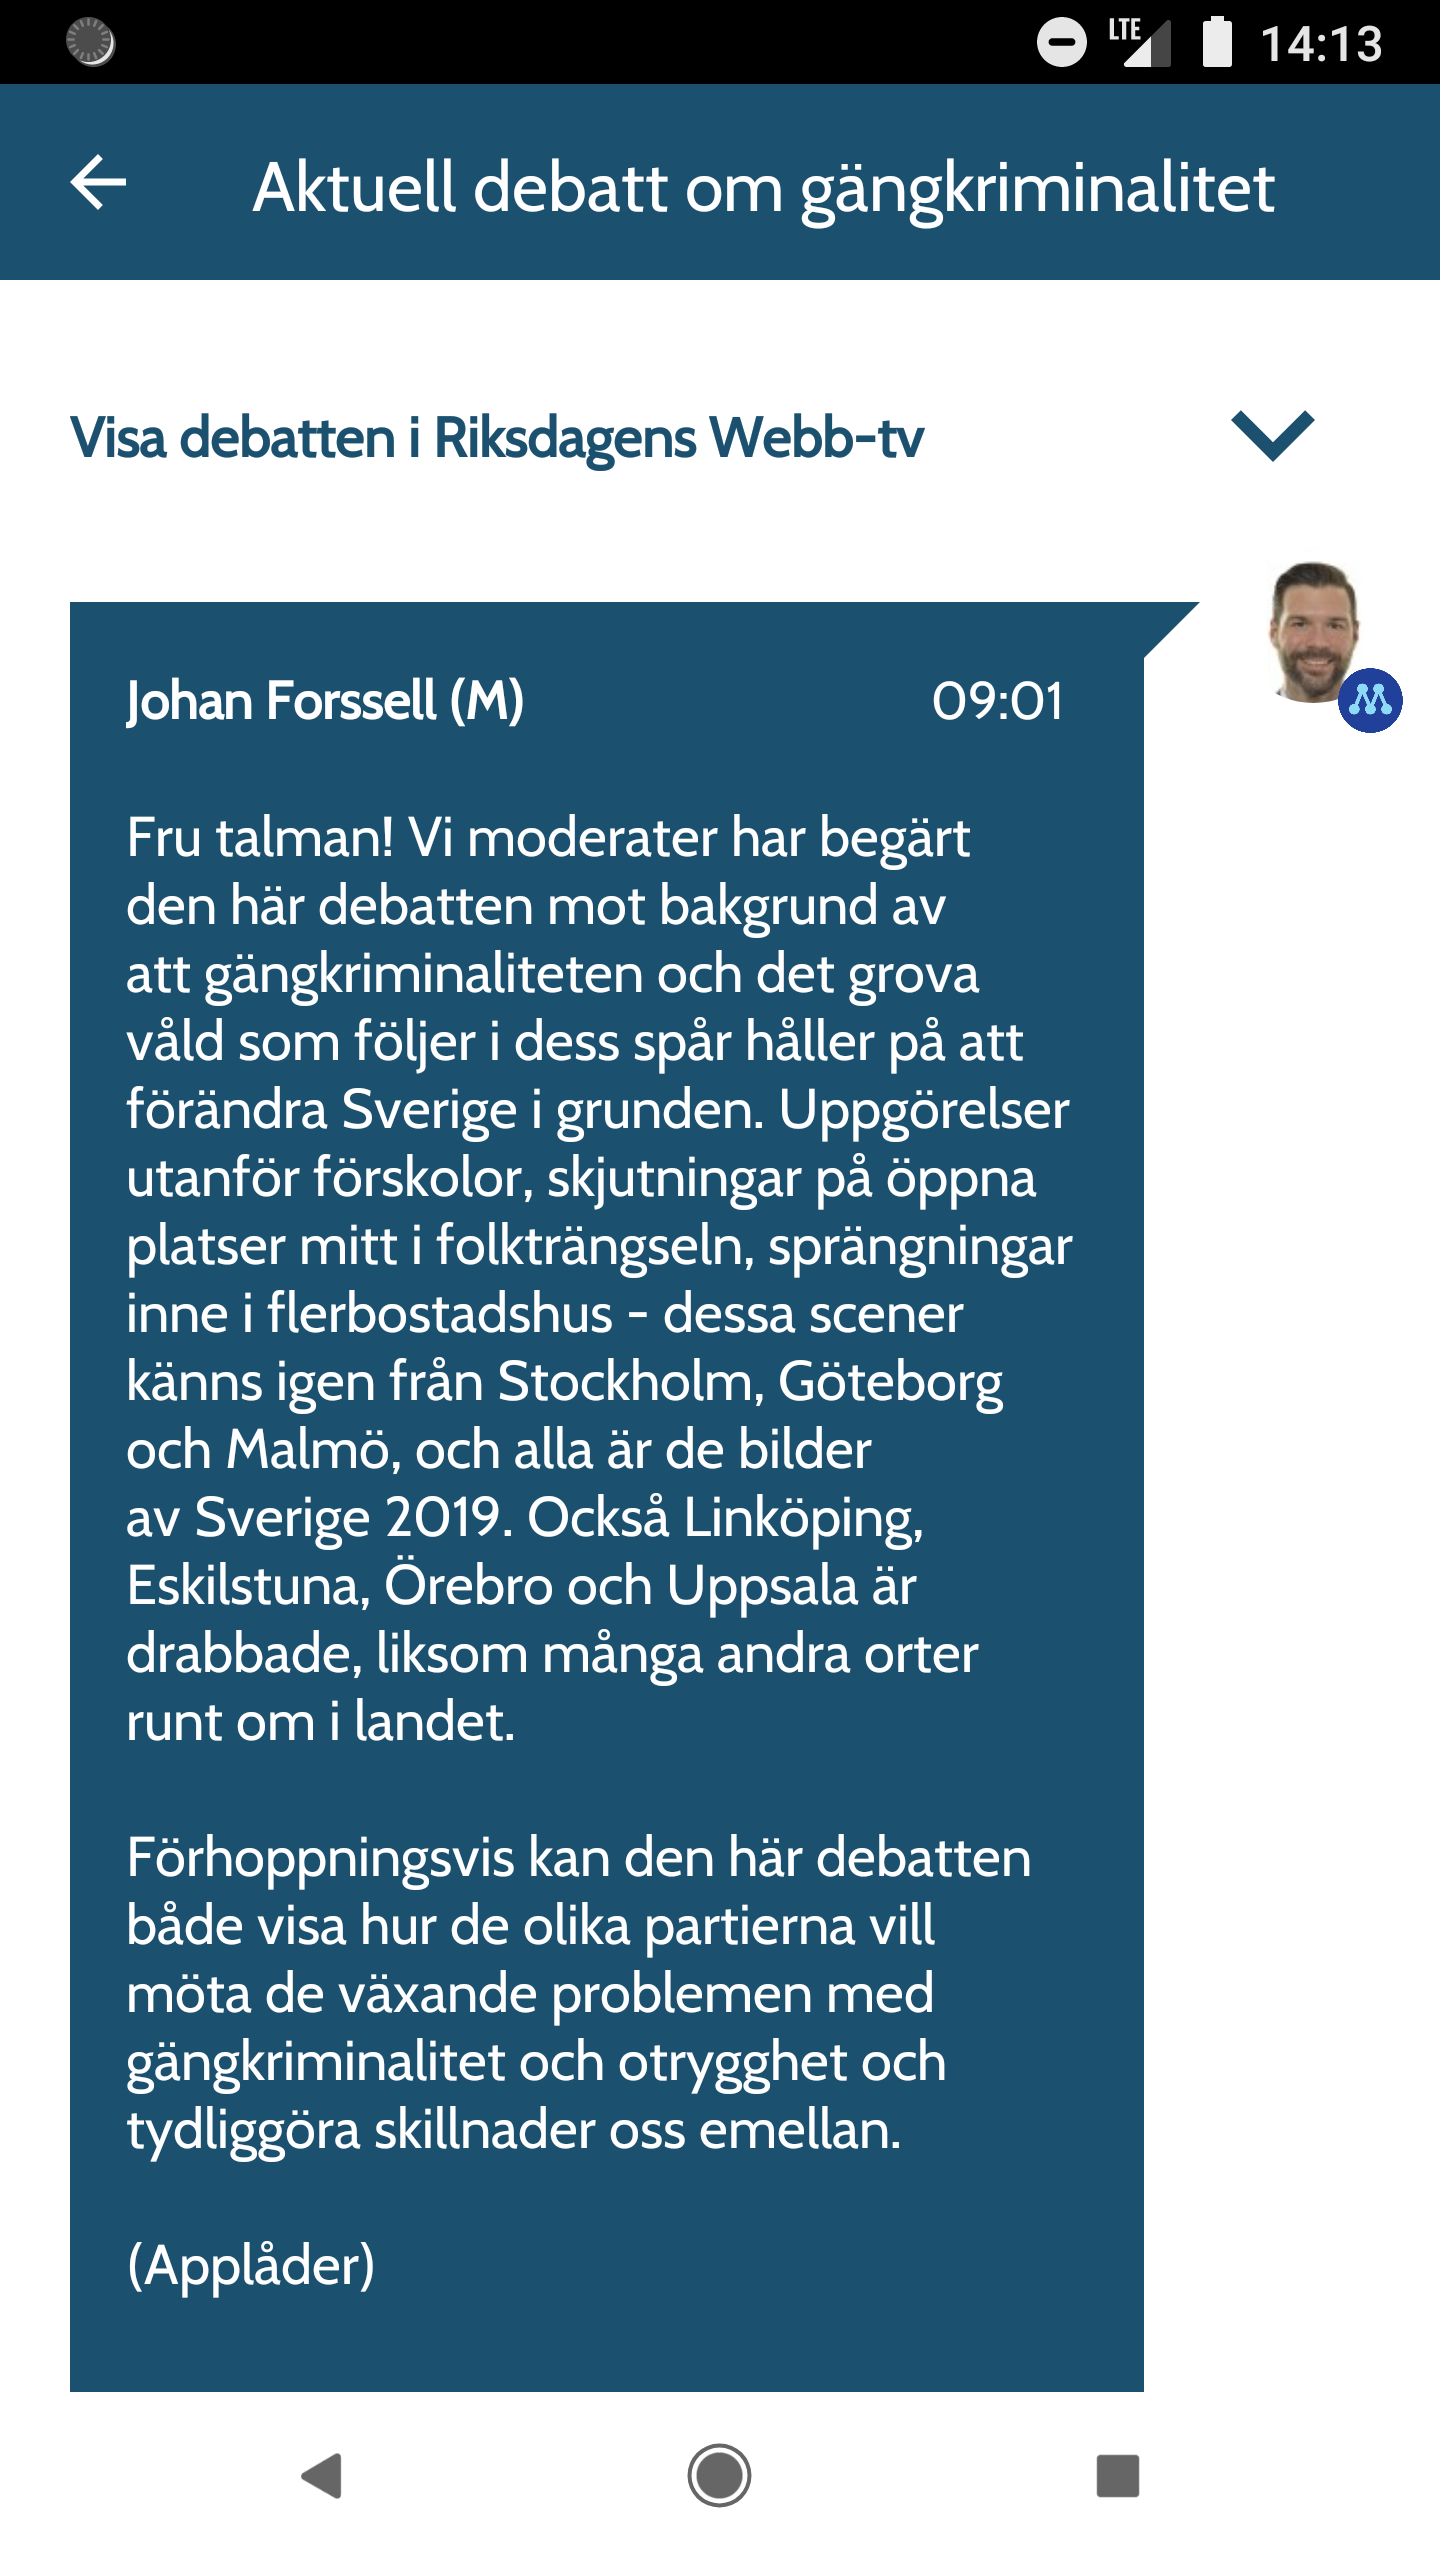 LTE 14:13
Aktuell debatt om gängkriminalitet
Visa debatten i Riksdagens Webb-tv
Johan Forssell (M) 09:01
Fru talman! Vi moderater har begärt
den här debatten mot bakgrund av
att gängkriminaliteten och det grova
våld som följer i dess spår håller på att
förändra Sverige i grunden. Uppgörelser
utanför förskolor, skjutningar på öppna
platser mitt i folkträngseln, sprängningar
inne i flerbostadshus - dessa scener
känns igen från Stockholm, Göteborg
och Malmö, och alla är de bilder
av Sverige 2019. Också Linköping,
Eskilstuna, Örebro och Uppsala är
drabbade, liksom många andra orter
runt om i landet.
Förhoppningsvis kan den här debatten
både visa hur de olika partierna vill
möta de växande problemen med
gängkriminalitet och otrygghet och
tydliggöra skillnader oss emellan.
(Applåder)